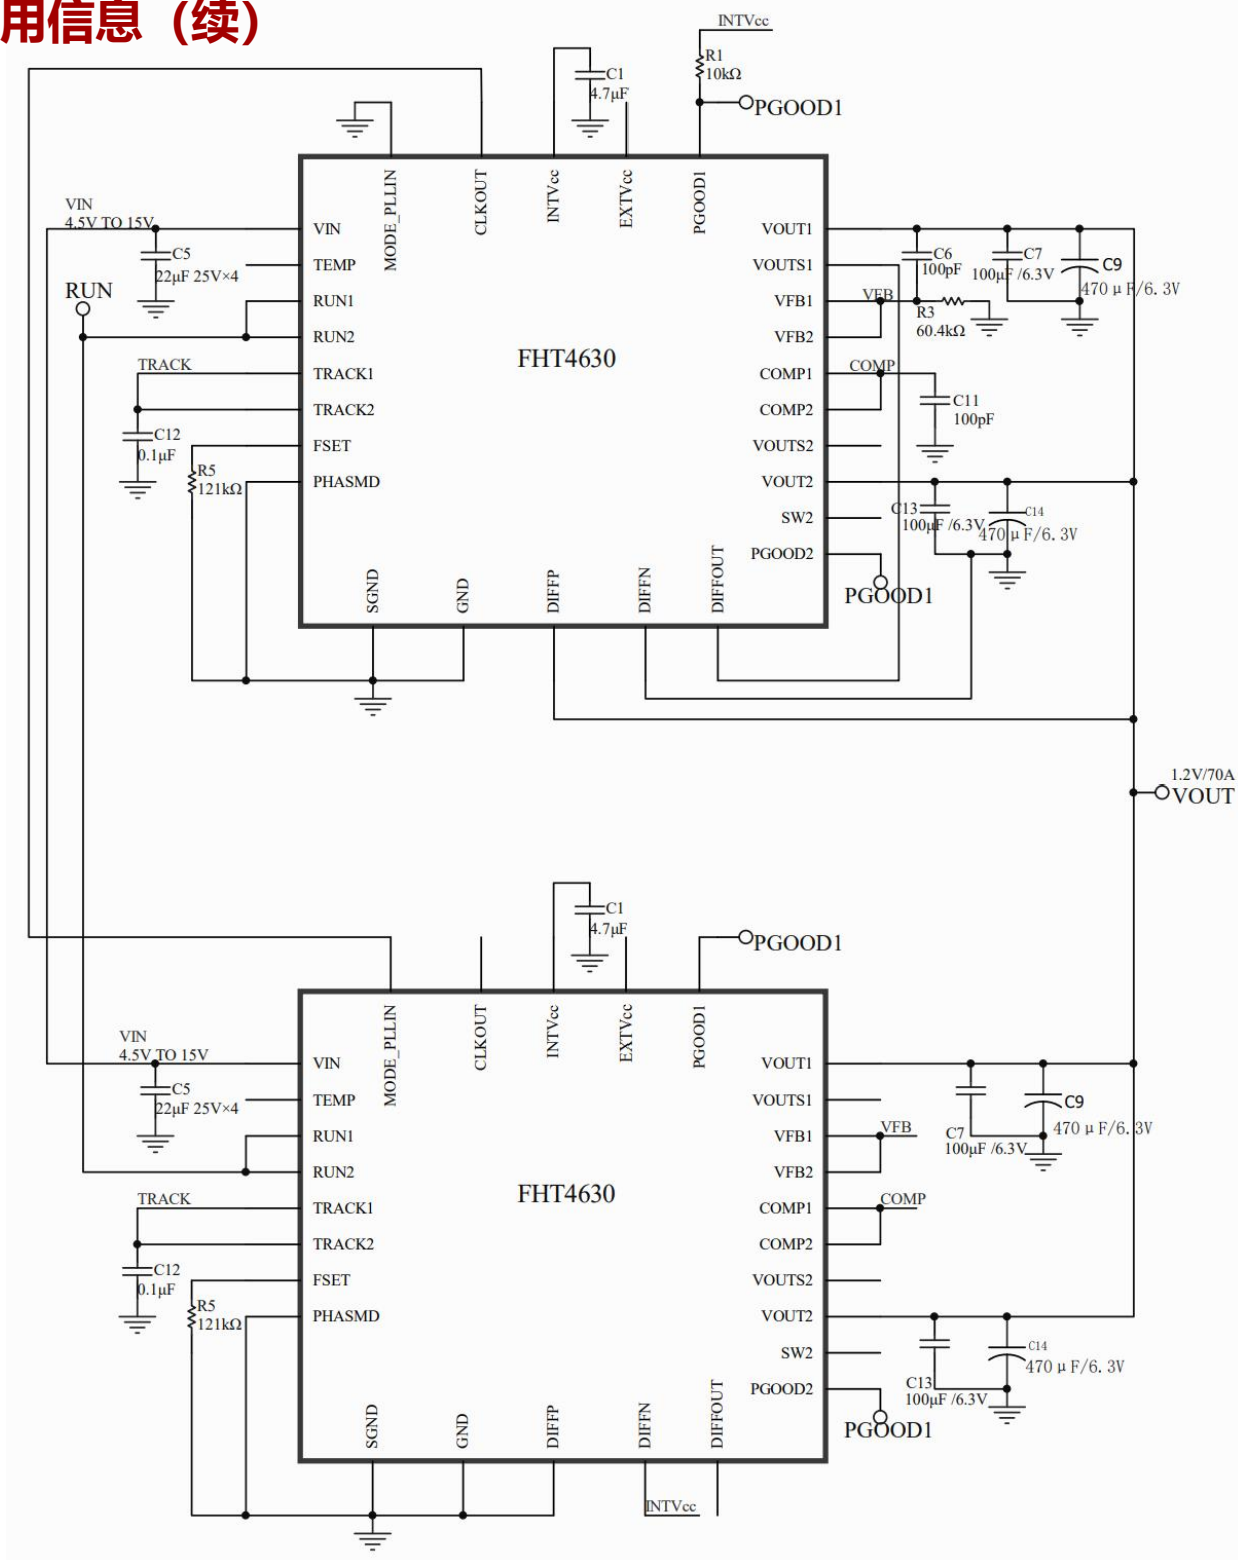 用信息（续）
INTVcc
R1
10kΩ
C1
4.7μF
PGOOD1
MODE_PLLIN
CLKOUT
INTVcc
EXTVcc
PGOOD1
VIN
4.5V TO 15V
C5
22μF 25V×4
RUN
TRACK
C12
0.1μF
R5
121kΩ
VIN
TEMP
RUN1
RUN2
TRACK1
TRACK2
FSET
PHASMD
FHT4630
VOUT1
VOUTS1
VFB1
VFB2
COMP1
COMP2
VOUTS2
VOUT2
SW2
PGOOD2
C6
100pF
C7
100μF /6.3V
C9
470μF/6.3V
VFB
R3
60.4kΩ
COMP
C11
100pF
C13
100μF /6.3V
C14
470μF/6.3V
PGOOD1
SGND
GND
DIFFP
DIFFN
DIFFOUT
1.2V/70A
VOUT
C1
4.7μF
PGOOD1
MODE_PLLIN
CLKOUT
INTVcc
EXTVcc
PGOOD1
VIN
4.5V TO 15V
C5
22μF 25V×4
TRACK
C12
0.1μF
R5
121kΩ
VIN
TEMP
RUN1
RUN2
TRACK1
TRACK2
FSET
PHASMD
FHT4630
VOUT1
VOUTS1
VFB1
VFB2
COMP1
COMP2
VOUTS2
VOUT2
SW2
PGOOD2
C7
100μF /6.3V
C9
470μF/6.3V
VFB
COMP
C13
100μF /6.3V
C14
470μF/6.3V
PGOOD1
SGND
GND
DIFFP
DIFFN
DIFFOUT
INTVcc